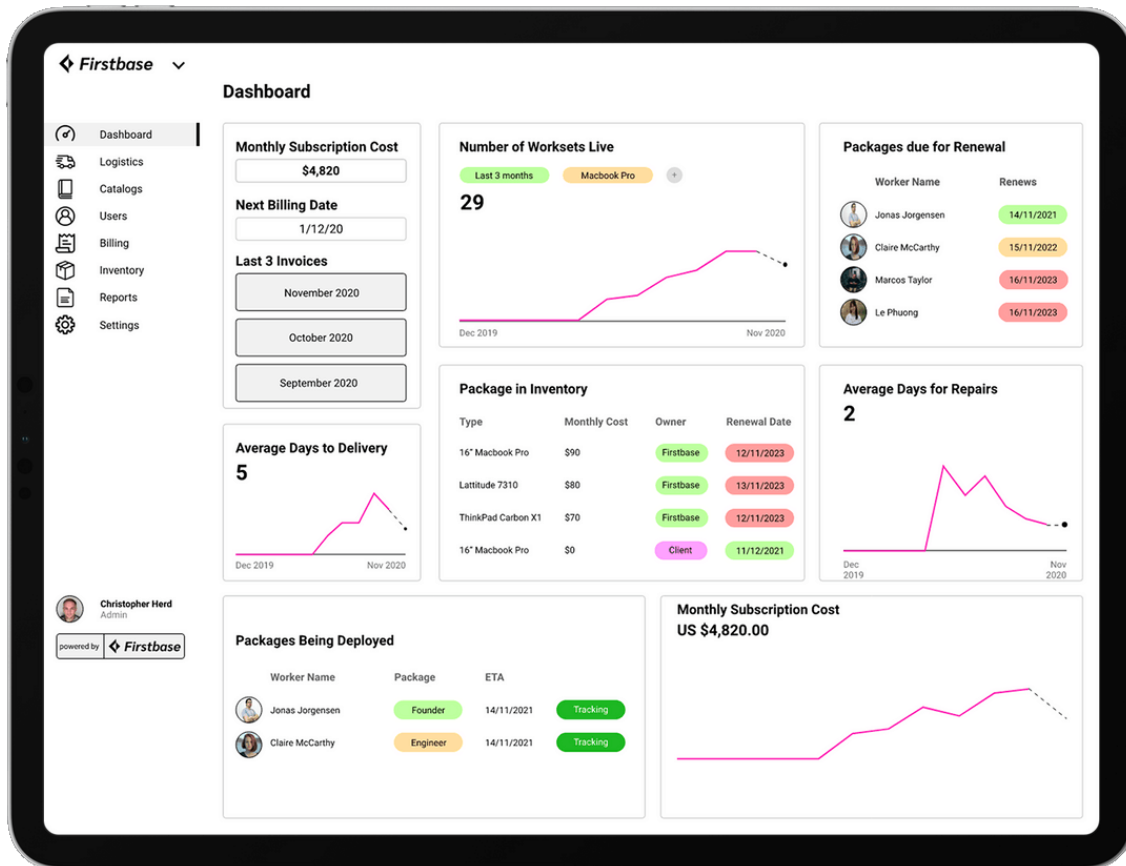 Firstbase
Dashboard
Dashboard
Logistics
Catalogs
Users
Billing
Inventory
Reports
Settings
Christopher Herd
Admin
powered by Firstbase
Monthly Subscription Cost
$4,820
Next Billing Date
1/12/20
Last 3 Invoices
November 2020
October 2020
September 2020
Number of Worksets Live
Last 3 months Macbook Pro +
29
Dec 2019 Nov 2020
Packages due for Renewal
Worker Name Renews
Jonas Jorgensen 14/11/2021
Claire McCarthy 15/11/2022
Marcos Taylor 16/11/2023
Le Phuong 16/11/2023
Average Days to Delivery
5
Dec 2019 Nov 2020
Package in Inventory
Type Monthly Cost Owner Renewal Date
16" Macbook Pro $90 Firstbase 12/11/2023
Lattitude 7310 $80 Firstbase 13/11/2023
ThinkPad Carbon X1 $70 Firstbase 12/11/2023
16" Macbook Pro $0 Client 11/12/2021
Average Days for Repairs
2
Dec Nov
2019 2020
Packages Being Deployed
Worker Name Package ETA
Jonas Jorgensen Founder 14/11/2021 Tracking
Claire McCarthy Engineer 14/11/2021 Tracking
Monthly Subscription Cost
US $4,820.00